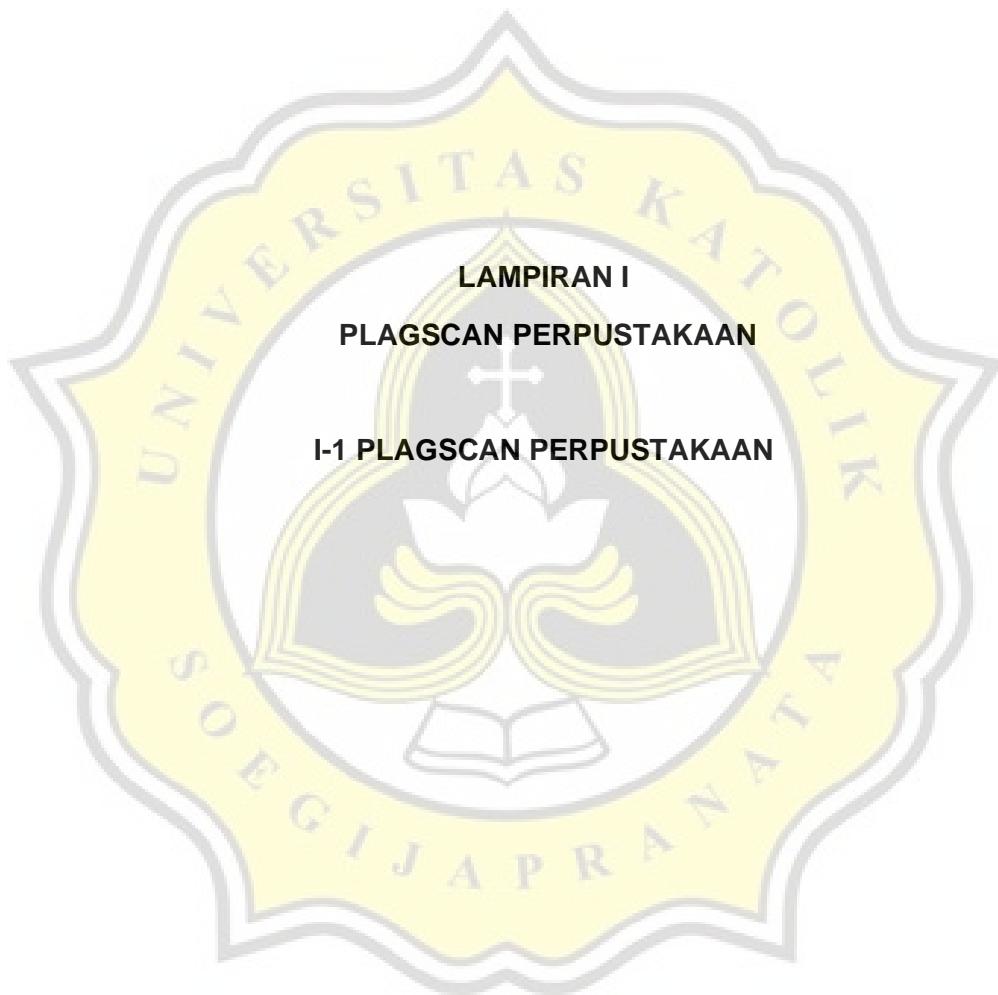 UNIVERSITAS KATOLIK
LAMPIRAN I
PLAGSCAN PERPUSTAKAAN
I-1 PLAGSCAN PERPUSTAKAAN
SOEGIJAPRANATA